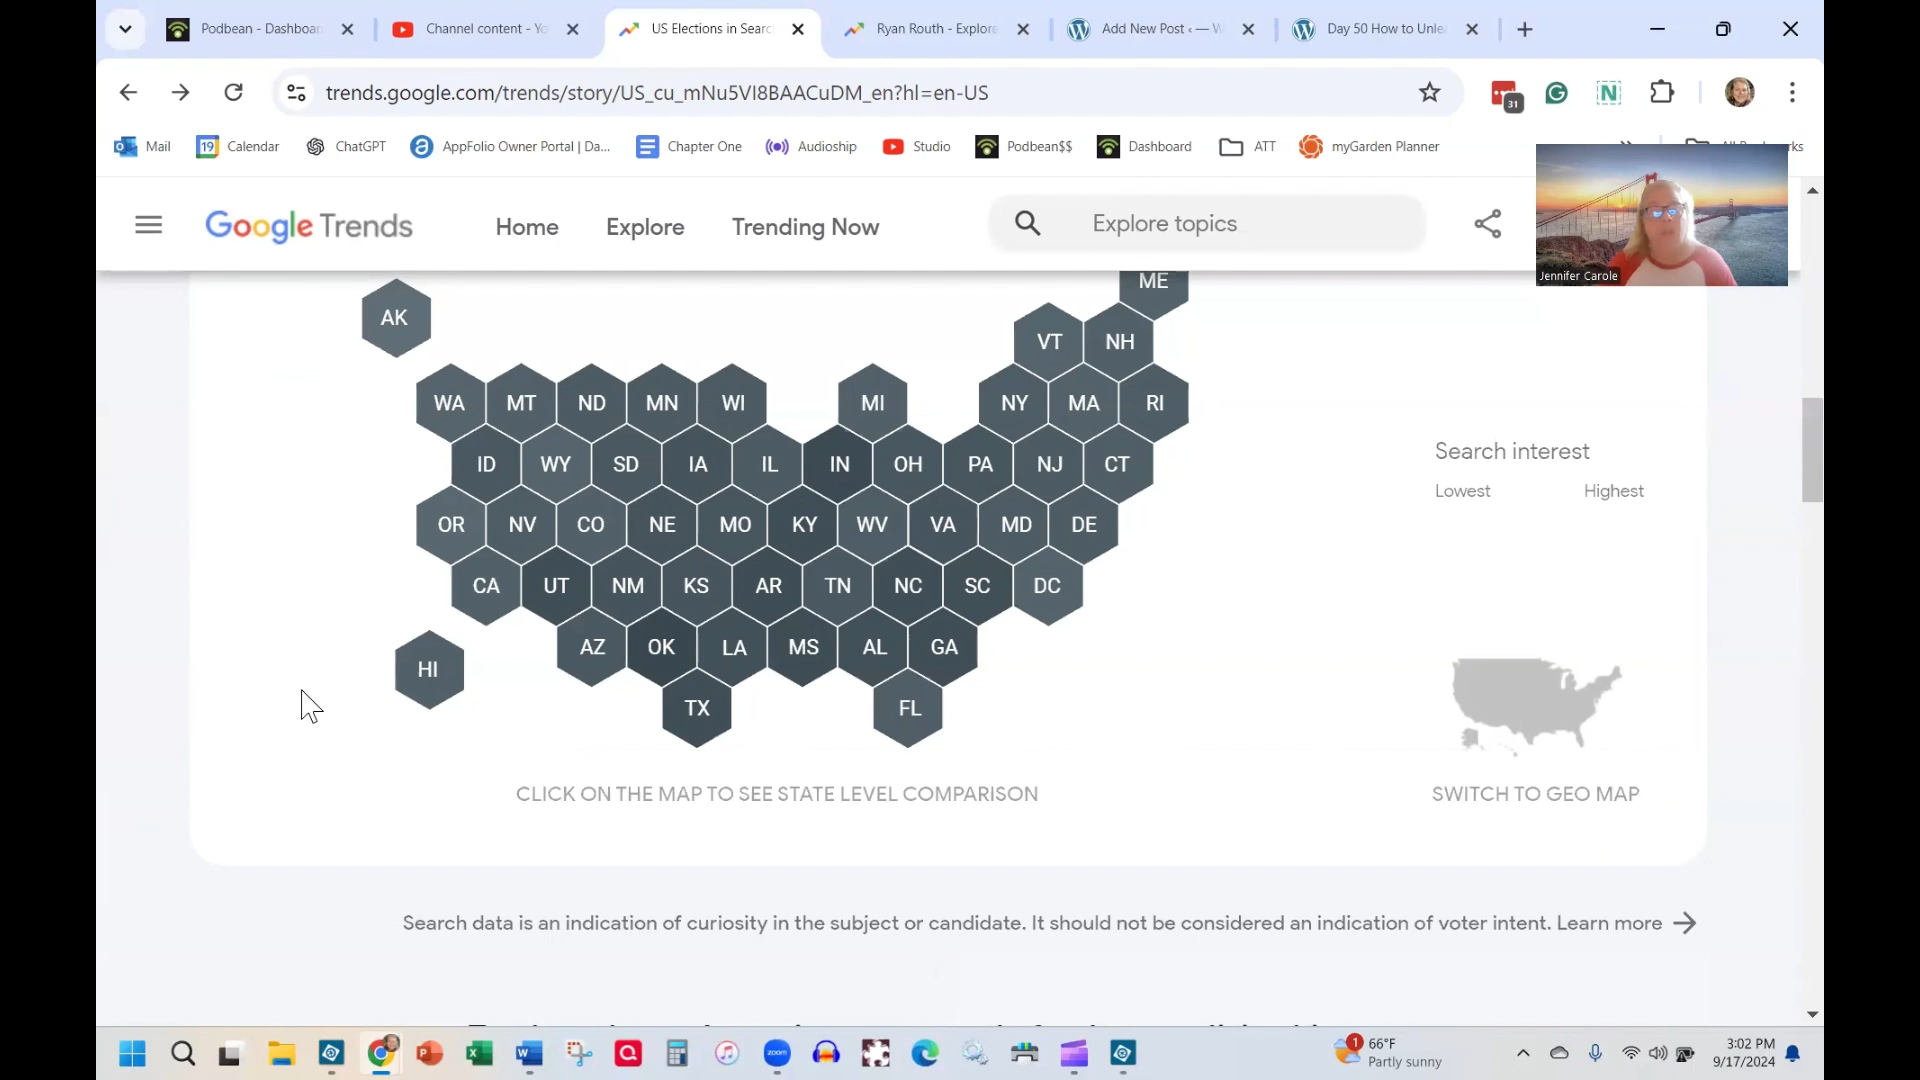 Podbean - Dashboar
Channel content - Yo
US Elections in Searc
Ryan Routh - Explore
Add New Post ‹ — W
Day 50 How to Unlea
trends.google.com/trends/story/US_cu_mNu5VI8BAACuDM_en?hl=en-US
31
Mail
19
Calendar
ChatGPT
AppFolio Owner Portal | Da...
Chapter One
Audioship
Studio
Podbean$$
Dashboard
ATT
myGarden Planner
Google Trends
Home
Explore
Trending Now
Explore topics
Jennifer Carole
AK
ME
VT NH
WA MT ND MN WI MI NY MA RI
ID WY SD IA IL IN OH PA NJ CT
OR NV CO NE MO KY WV VA MD DE
CA UT NM KS AR TN NC SC DC
AZ OK LA MS AL GA
HI
TX FL
Search interest
Lowest Highest
CLICK ON THE MAP TO SEE STATE LEVEL COMPARISON
SWITCH TO GEO MAP
Search data is an indication of curiosity in the subject or candidate. It should not be considered an indication of voter intent. Learn more
zoom
1
66°F
Partly sunny
3:02 PM
9/17/2024